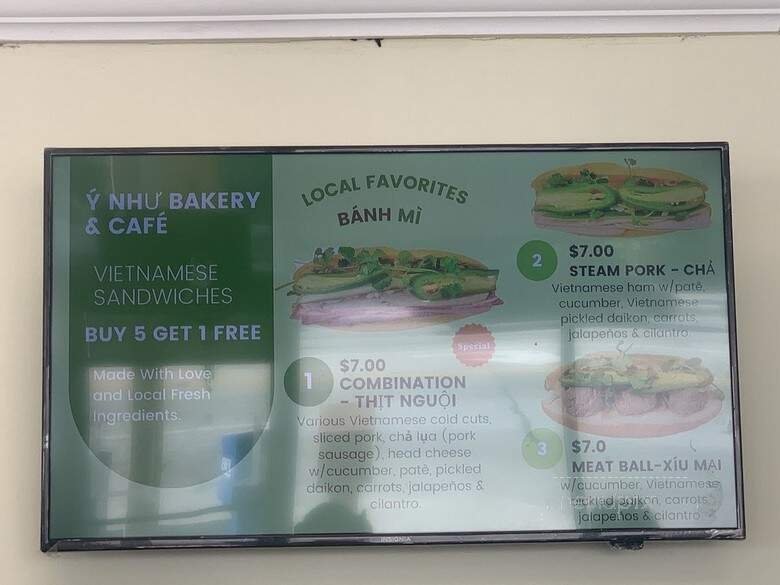 Ý NHƯ BAKERY
& CAFÉ
VIETNAMESE
SANDWICHES
BUY 5 GET 1 FREE
Made With Love
and Local Fresh
Ingredients.
LOCAL FAVORITES
BÁNH MÌ
Special
1
$7.00
COMBINATION
- THỊT NGUỘI
Various Vietnamese cold cuts,
sliced pork, chả lụa (pork
sausage), head cheese
w/cucumber, patê, pickled
daikon, carrots, jalapeños &
cilantro.
2
$7.00
STEAM PORK - CHẢ
Vietnamese ham w/patê,
cucumber, Vietnamese
pickled daikon, carrots,
jalapeños & cilantro
3
$7.0
MEAT BALL-XÍU MẠI
w/cucumber, Vietnamese
pickled daikon, carrots,
jalapeños & cilantro
INSIGNIA